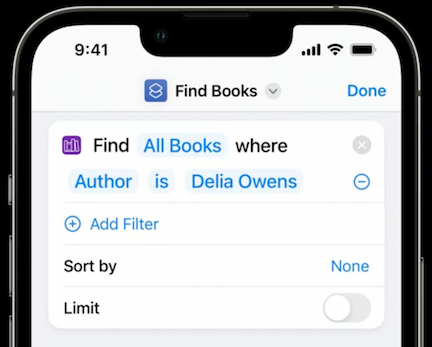 9:41
Find Books
Done
Find All Books where
Author is Delia Owens
Add Filter
Sort by None
Limit